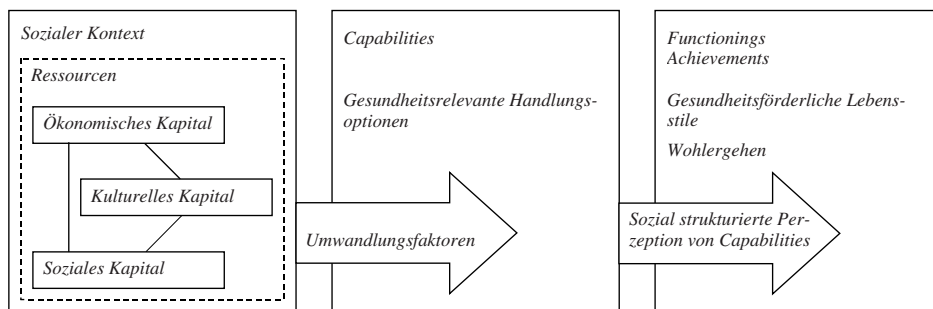 Sozialer Kontext
Ressourcen
Ökonomisches Kapital
Kulturelles Kapital
Soziales Kapital
Umwandlungsfaktoren
Capabilities
Gesundheitsrelevante Handlungs-
optionen
Sozial strukturierte Per-
zeption von Capabilities
Functionings
Achievements
Gesundheitsförderliche Lebens-
stile
Wohlergehen